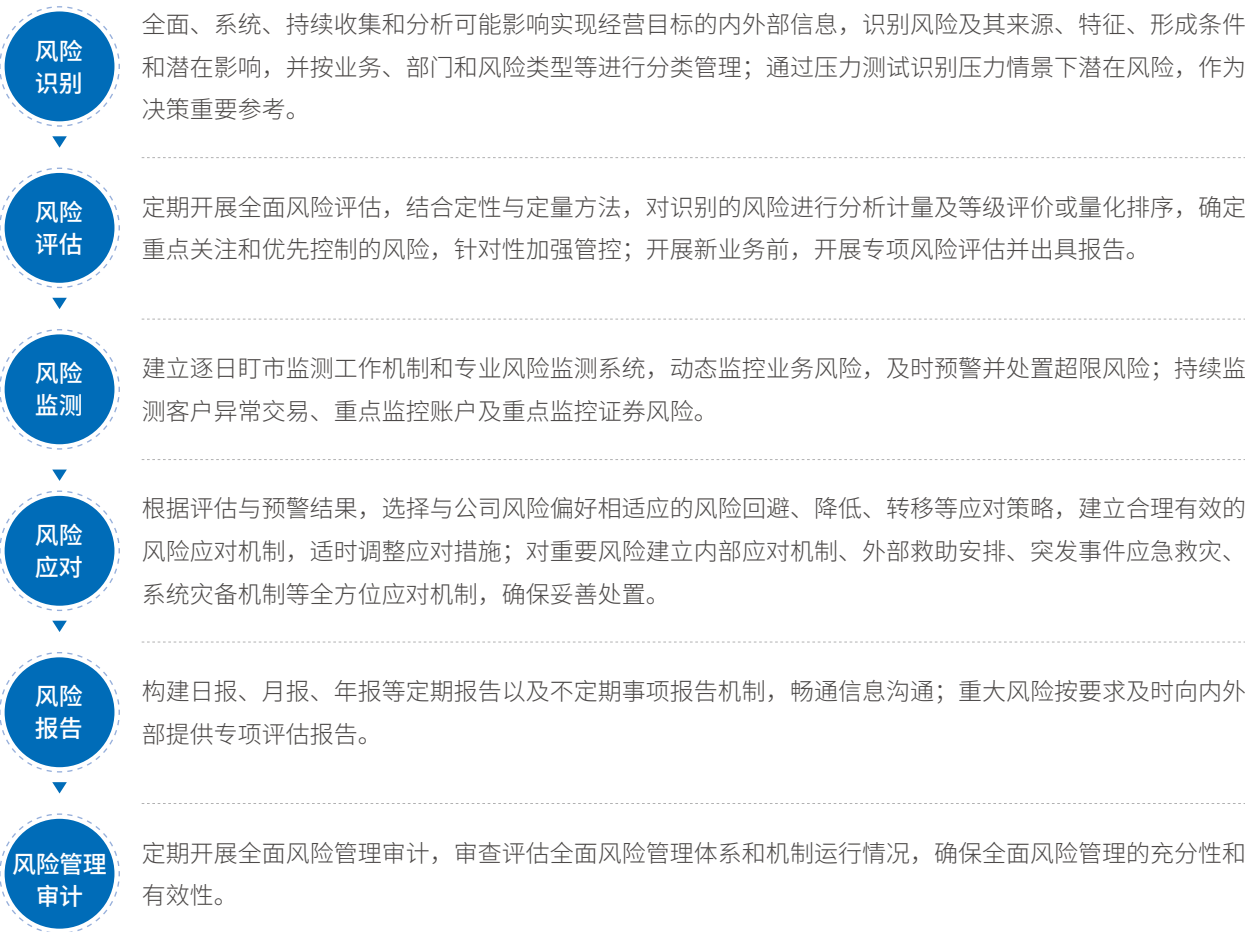 风险
识别
全面、系统、持续收集和分析可能影响实现经营目标的内外部信息，识别风险及其来源、特征、形成条件
和潜在影响，并按业务、部门和风险类型等进行分类管理；通过压力测试识别压力情景下潜在风险，作为
决策重要参考。
风险
评估
定期开展全面风险评估，结合定性与定量方法，对识别的风险进行分析计量及等级评价或量化排序，确定
重点关注和优先控制的风险，针对性加强管控；开展新业务前，开展专项风险评估并出具报告。
风险
监测
建立逐日盯市监测工作机制和专业风险监测系统，动态监控业务风险，及时预警并处置超限风险；持续监
测客户异常交易、重点监控账户及重点监控证券风险。
风险
应对
根据评估与预警结果，选择与公司风险偏好相适应的风险回避、降低、转移等应对策略，建立合理有效的
风险应对机制，适时调整应对措施；对重要风险建立内部应对机制、外部救助安排、突发事件应急救灾、
系统灾备机制等全方位应对机制，确保妥善处置。
风险
报告
构建日报、月报、年报等定期报告以及不定期事项报告机制，畅通信息沟通；重大风险按要求及时向内外
部提供专项评估报告。
风险管理
审计
定期开展全面风险管理审计，审查评估全面风险管理体系和机制运行情况，确保全面风险管理的充分性和
有效性。